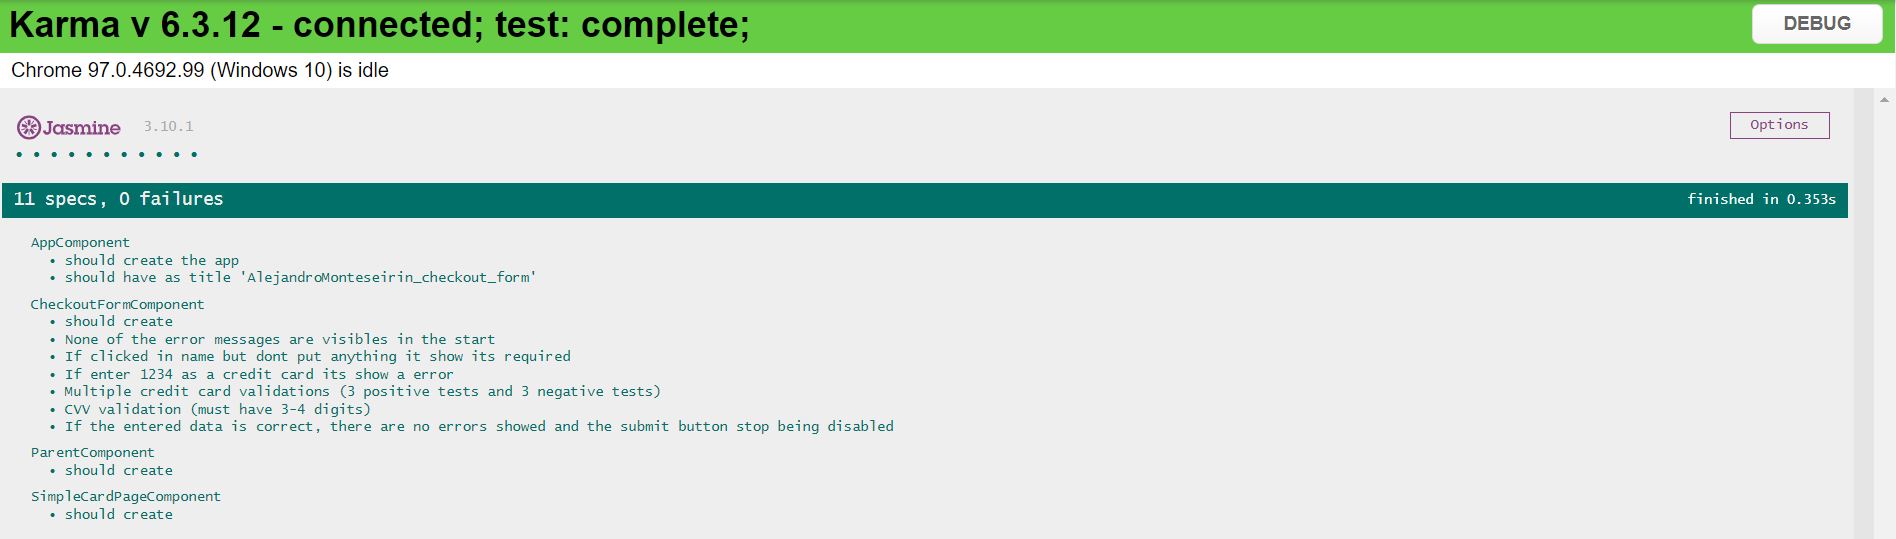 Karma v 6.3.12 - connected; test: complete;
DEBUG
Chrome 97.0.4692.99 (Windows 10) is idle
Jasmine 3.10.1
Options
• • • • • • • • • • •
11 specs, 0 failures
finished in 0.353s
AppComponent
• should create the app
• should have as title 'AlejandroMonteseirin_checkout_form'
CheckoutFormComponent
• should create
• None of the error messages are visibles in the start
• If clicked in name but dont put anything it show its required
• If enter 1234 as a credit card its show a error
• Multiple credit card validations (3 positive tests and 3 negative tests)
• CVV validation (must have 3-4 digits)
• If the entered data is correct, there are no errors showed and the submit button stop being disabled
ParentComponent
• should create
SimpleCardPageComponent
• should create